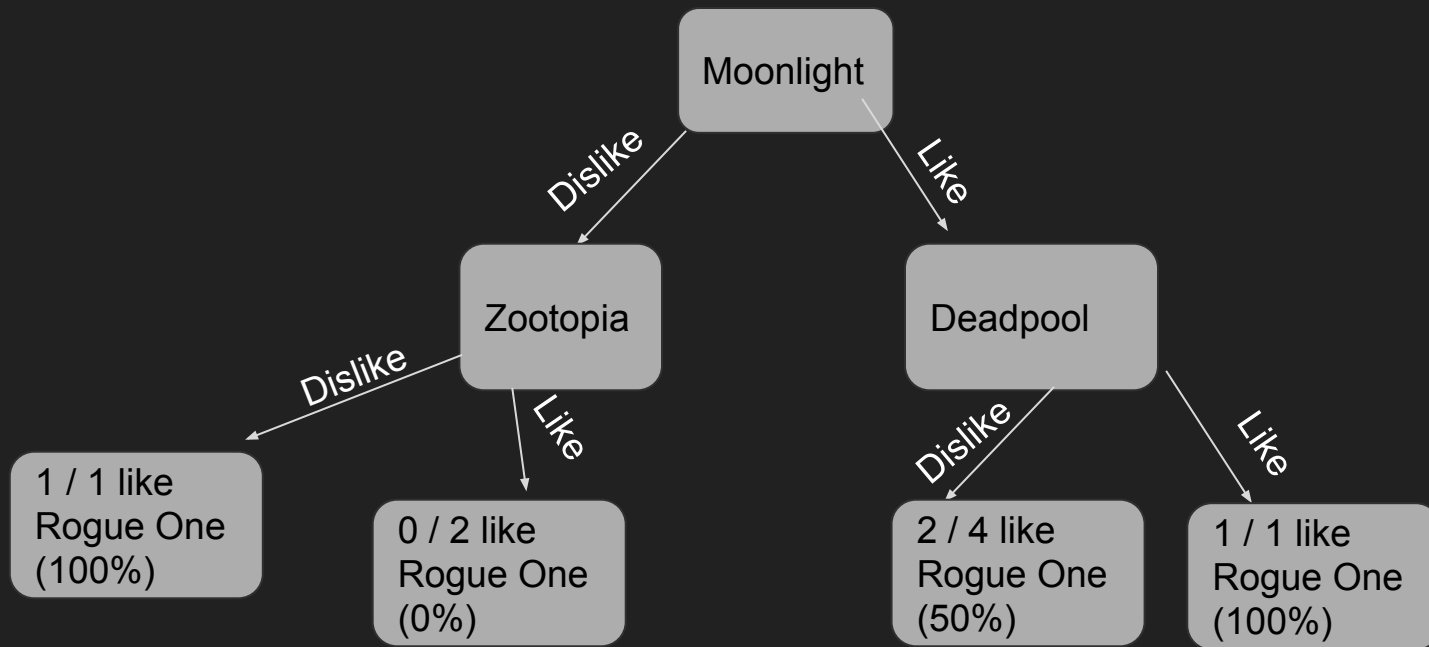 Moonlight
Dislike
Like
Zootopia
Deadpool
Dislike
Like
Dislike
Like
1 / 1 like
Rogue One
(100%)
0 / 2 like
Rogue One
(0%)
2 / 4 like
Rogue One
(50%)
1 / 1 like
Rogue One
(100%)